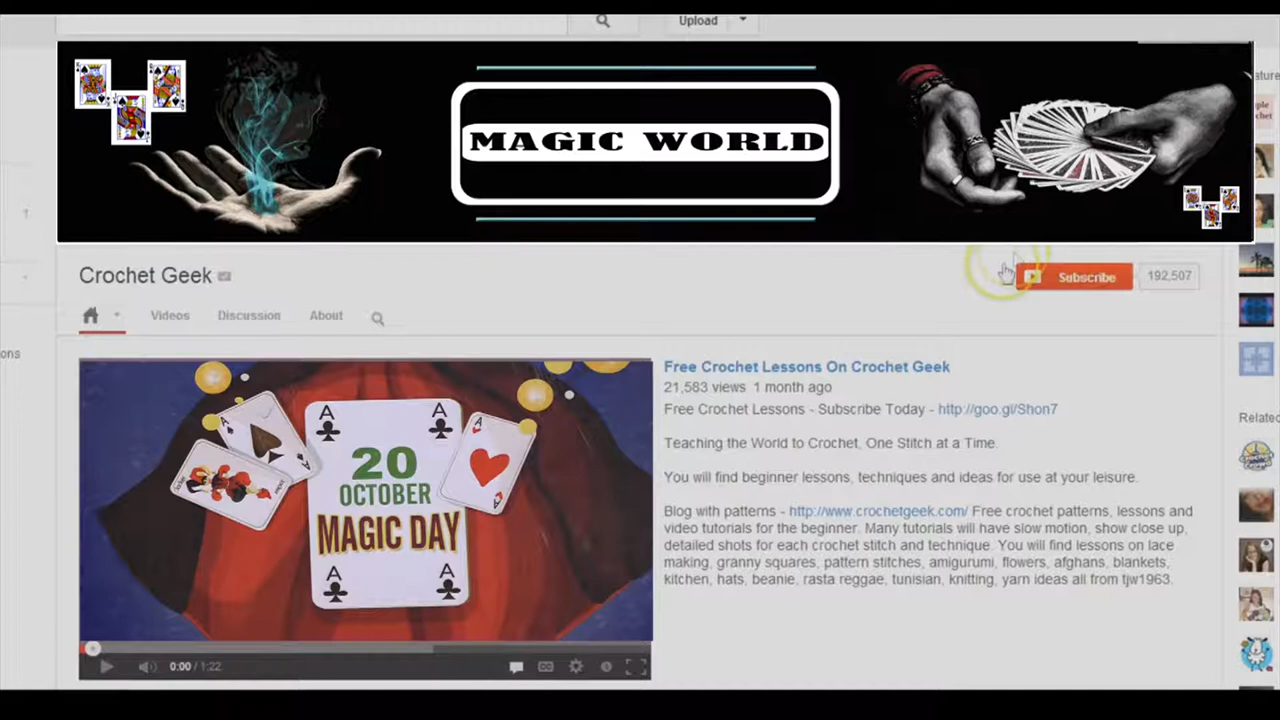 Upload
MAGIC WORLD
Crochet Geek
Subscribe 192,507
Videos Discussion About
Free Crochet Lessons On Crochet Geek
21,583 views 1 month ago
Free Crochet Lessons - Subscribe Today - http://goo.gl/Shon7
Teaching the World to Crochet, One Stitch at a Time.
You will find beginner lessons, techniques and ideas for use at your leisure.
Blog with patterns - http://www.crochetgeek.com/ Free crochet patterns, lessons and
video tutorials for the beginner. Many tutorials will have slow motion, show close up,
detailed shots for each crochet stitch and technique. You will find lessons on lace
making, granny squares, pattern stitches, amigurumi, flowers, afghans, blankets,
kitchen, hats, beanie, rasta reggae, tunisian, knitting, yarn ideas all from tjw1963.
A A
A A
20
OCTOBER
MAGIC DAY
A A
0:00 / 1:22
ons
Related